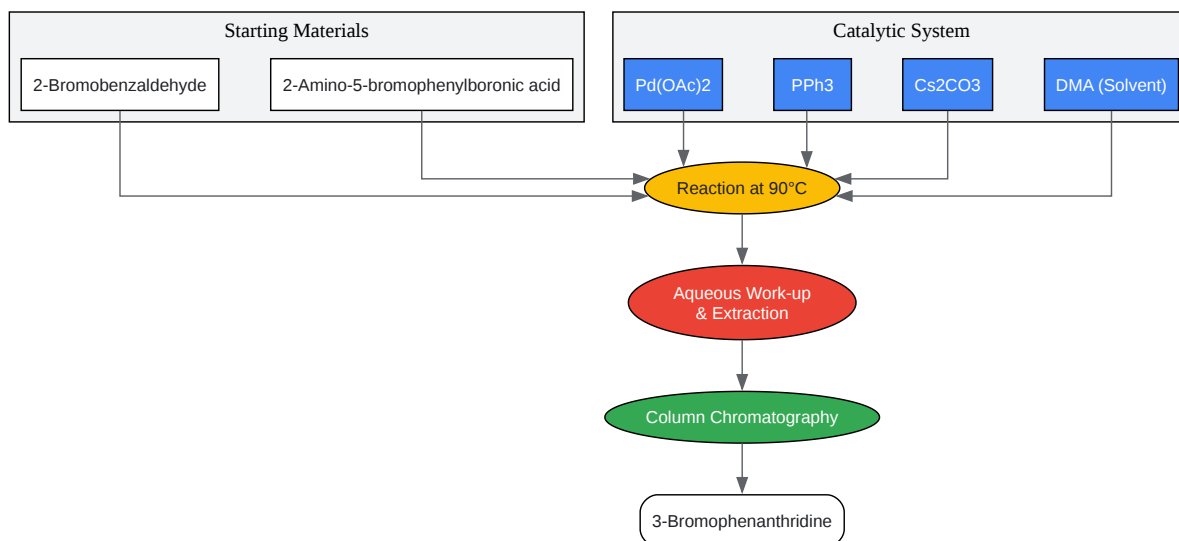 Starting Materials
Catalytic System
2-Bromobenzaldehyde
2-Amino-5-bromophenylboronic acid
Pd(OAc)2
PPh3
Cs2CO3
DMA (Solvent)
Reaction at 90°C
Aqueous Work-up
& Extraction
Column Chromatography
3-Bromophenanthridine